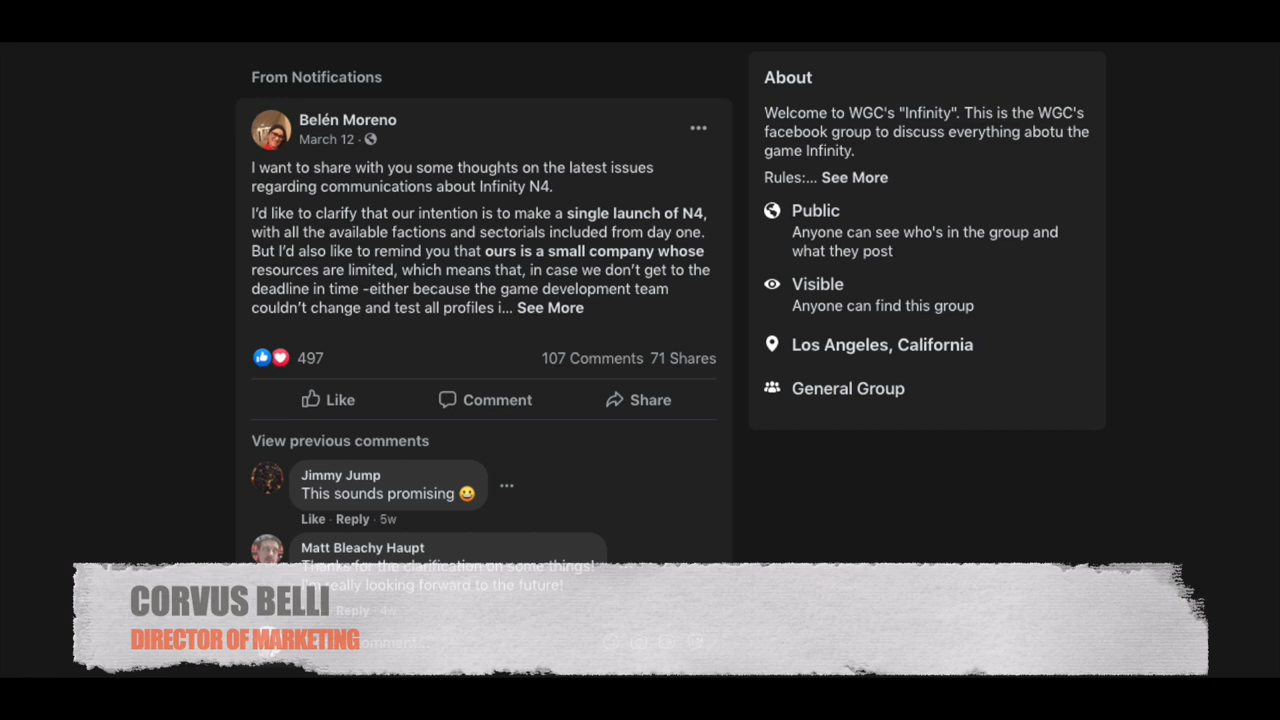 From Notifications
Belén Moreno
March 12 ·
I want to share with you some thoughts on the latest issues
regarding communications about Infinity N4.
I'd like to clarify that our intention is to make a single launch of N4,
with all the available factions and sectorials included from day one.
But I'd also like to remind you that ours is a small company whose
resources are limited, which means that, in case we don't get to the
deadline in time -either because the game development team
couldn't change and test all profiles i... See More
497
107 Comments 71 Shares
Like
Comment
Share
View previous comments
Jimmy Jump
This sounds promising 😀
Like · Reply · 5w
Matt Bleachy Haupt
Thanks for the clarification on some things!
I'm really looking forward to the future!
Reply · 4w
About
Welcome to WGC's "Infinity". This is the WGC's
facebook group to discuss everything abotu the
game Infinity.
Rules:... See More
Public
Anyone can see who's in the group and
what they post
Visible
Anyone can find this group
Los Angeles, California
General Group
CORVUS BELLI
DIRECTOR OF MARKETING